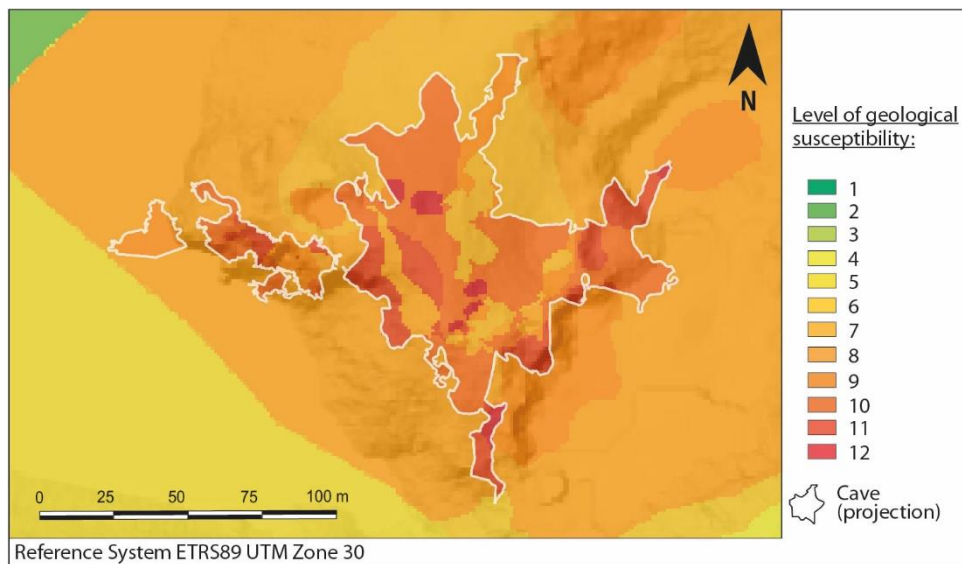 N
Level of geological
susceptibility:
1
2
3
4
5
6
7
8
9
10
11
12
Cave
(projection)
0 25 50 75 100 m
Reference System ETRS89 UTM Zone 30